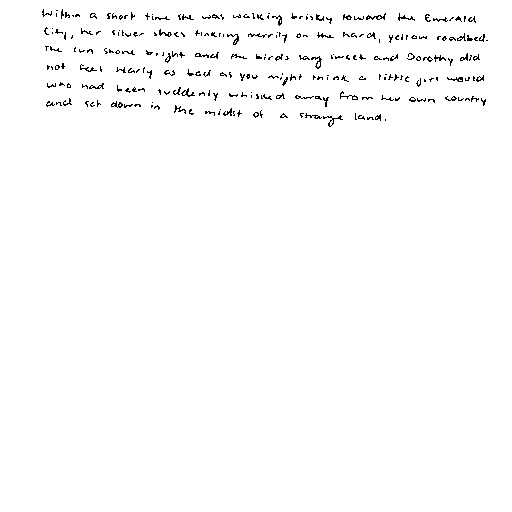 Within a short time she was walking briskly toward the Emerald
City, her silver shoes tinkling merrily on the hard, yellow roadbed.
The sun shone bright and the birds sang sweet and Dorothy did
not feel nearly as bad as you might think a little girl would
who had been suddenly whisked away from her own country
and set down in the midst of a strange land.